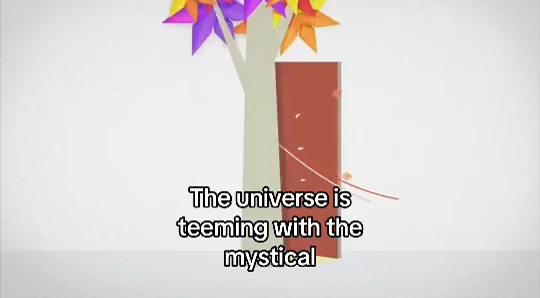 The universe is
teeming with the
mystical